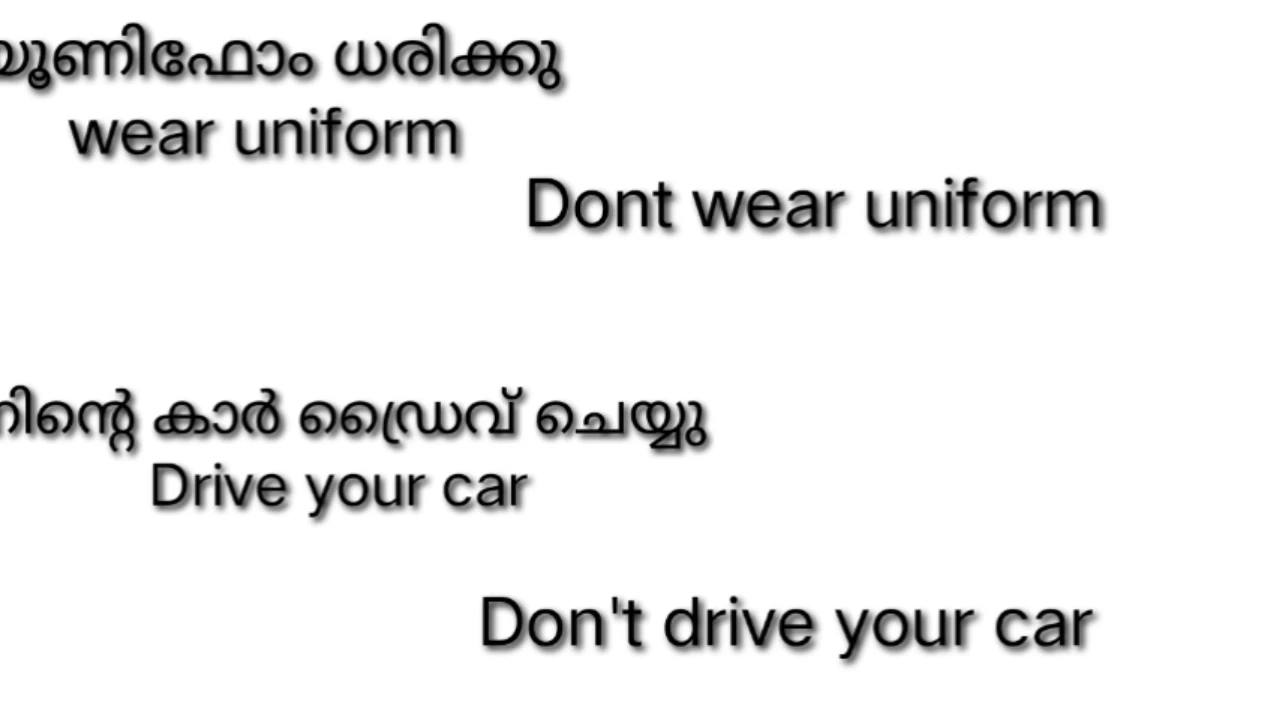 യൂണിഫോം ധരിക്കു
wear uniform
Dont wear uniform
നിന്റെ കാർ ഡ്രൈവ് ചെയ്യു
Drive your car
Don't drive your car